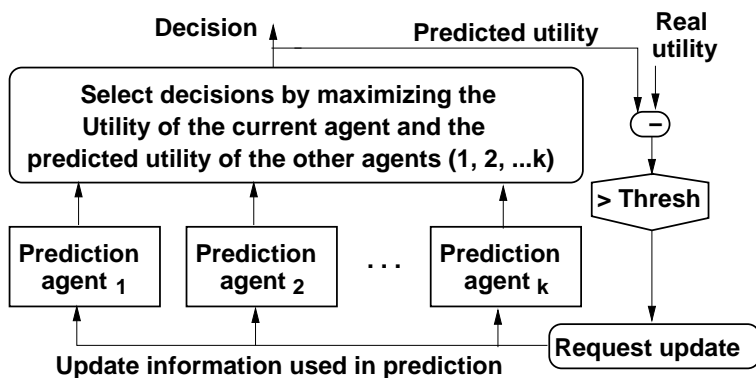 Decision
Predicted utility
Real
utility
Select decisions by maximizing the
Utility of the current agent and the
predicted utility of the other agents (1, 2, ...k)
–
> Thresh
Prediction
agent 1
Prediction
agent 2
. . .
Prediction
agent k
Request update
Update information used in prediction